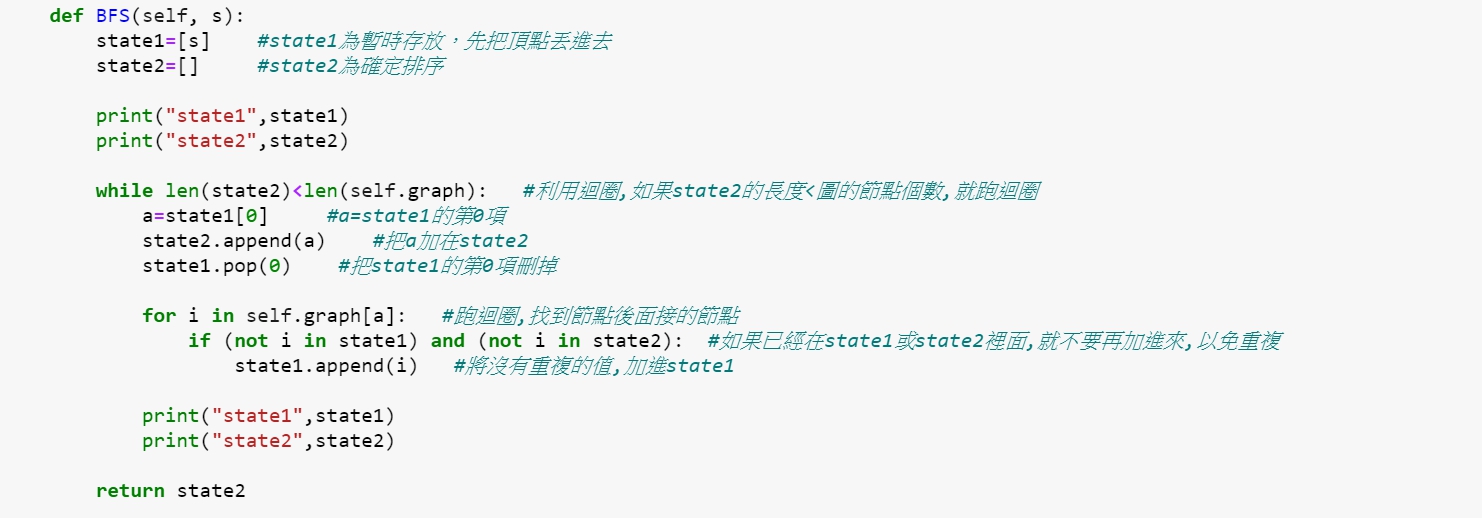 def BFS(self, s):
    state1=[s]    #state1為暫時存放，先把頂點丟進去
    state2=[]     #state2為確定排序

    print("state1",state1)
    print("state2",state2)

    while len(state2)<len(self.graph):   #利用迴圈,如果state2的長度<圖的節點個數,就跑迴圈
        a=state1[0]     #a=state1的第0項
        state2.append(a)    #把a加在state2
        state1.pop(0)    #把state1的第0項刪掉

        for i in self.graph[a]:   #跑迴圈,找到節點後面接的節點
            if (not i in state1) and (not i in state2):  #如果已經在state1或state2裡面,就不要再加進來,以免重複
                state1.append(i)   #將沒有重複的值,加進state1

        print("state1",state1)
        print("state2",state2)

    return state2